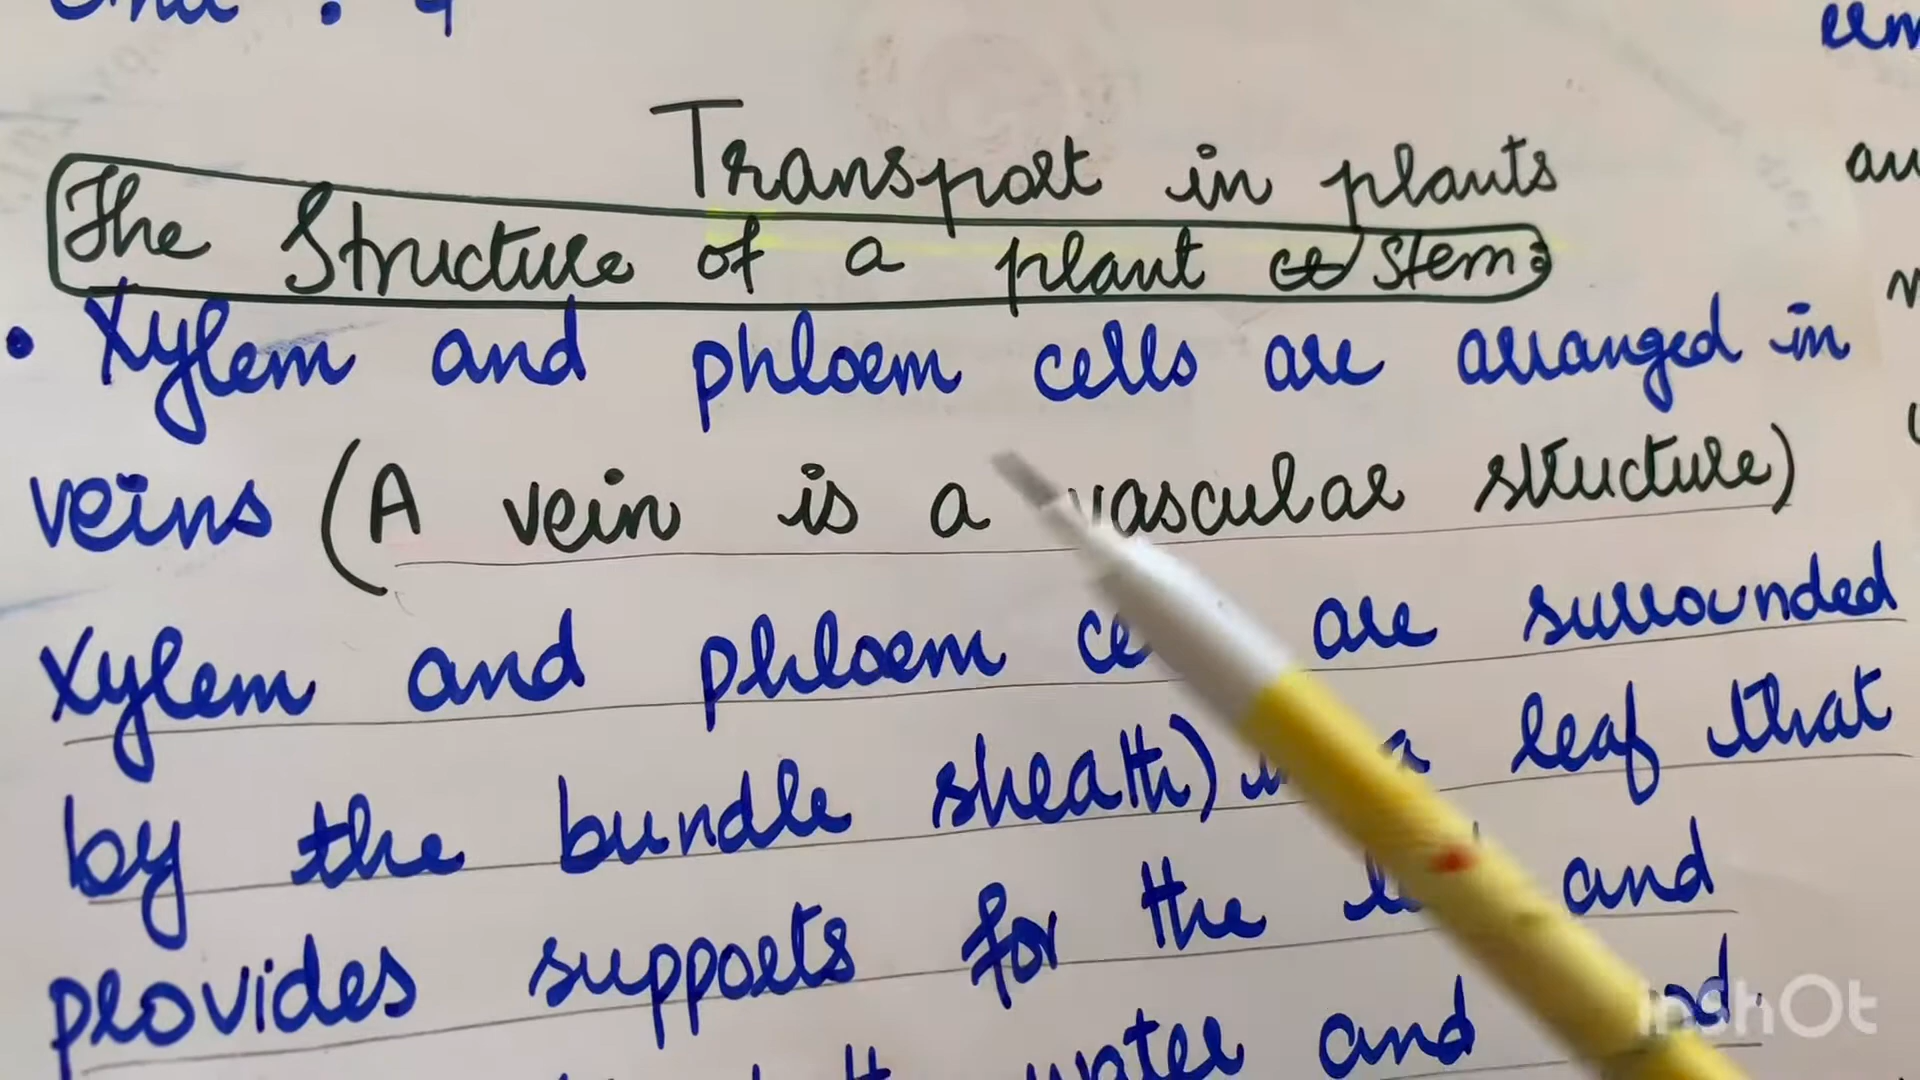 Transport in plants
The Structure of a plant stem:
• Xylem and phloem cells are arranged in
veins (A vein is a vascular structure)
Xylem and phloem are surrounded
by the bundle sheath) a leaf that
provides supports for the and
water and
InShOt